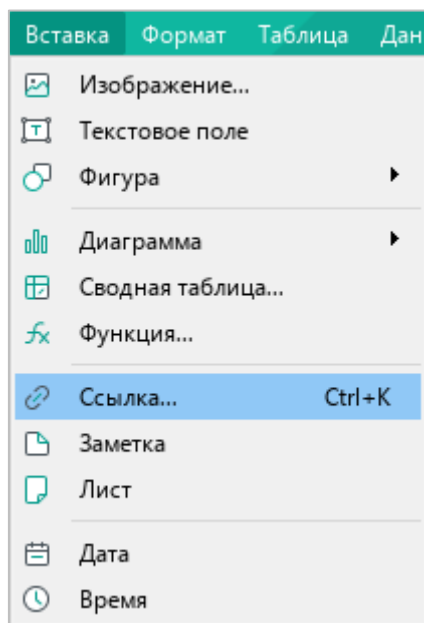 Вставка Формат Таблица Дан
Изображение...
Текстовое поле
Фигура
Диаграмма
Сводная таблица...
Функция...
Ссылка... Ctrl+K
Заметка
Лист
Дата
Время